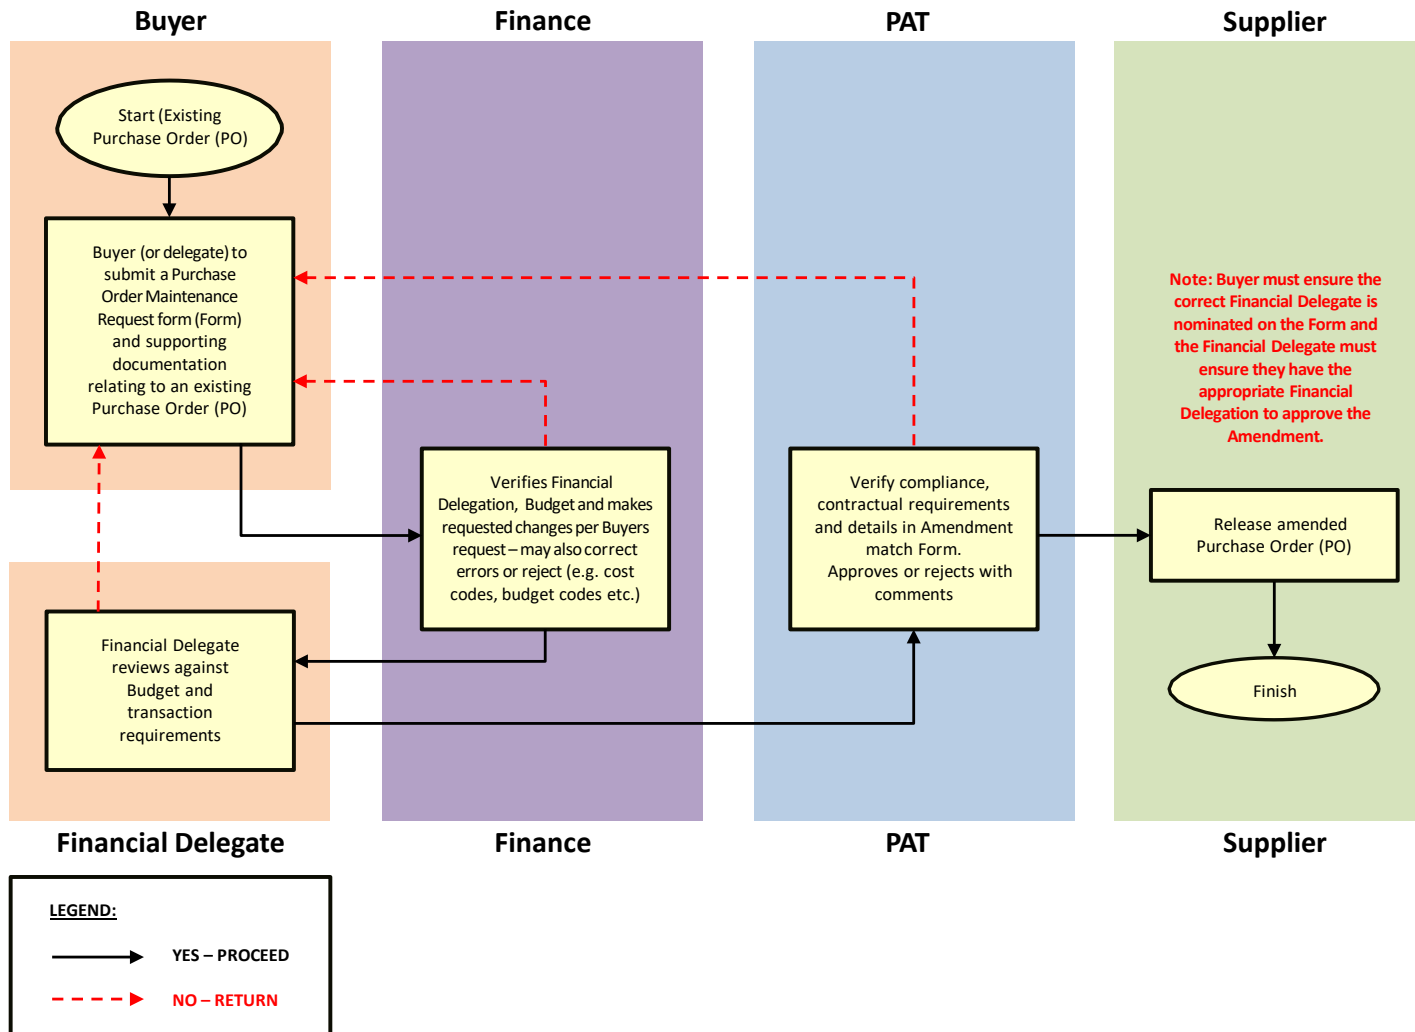 Buyer
Finance
PAT
Supplier
Start (Existing
Purchase Order (PO)
Buyer (or delegate) to
submit a Purchase
Order Maintenance
Request form (Form)
and supporting
documentation
relating to an existing
Purchase Order (PO)
Note: Buyer must ensure the
correct Financial Delegate is
nominated on the Form and
the Financial Delegate must
ensure they have the
appropriate Financial
Delegation to approve the
Amendment.
Verifies Financial
Delegation, Budget and makes
requested changes per Buyers
request – may also correct
errors or reject (e.g. cost
codes, budget codes etc.)
Verify compliance,
contractual requirements
and details in Amendment
match Form.
Approves or rejects with
comments
Release amended
Purchase Order (PO)
Financial Delegate
reviews against
Budget and
transaction
requirements
Finish
Financial Delegate
Finance
PAT
Supplier
LEGEND:
YES – PROCEED
NO – RETURN